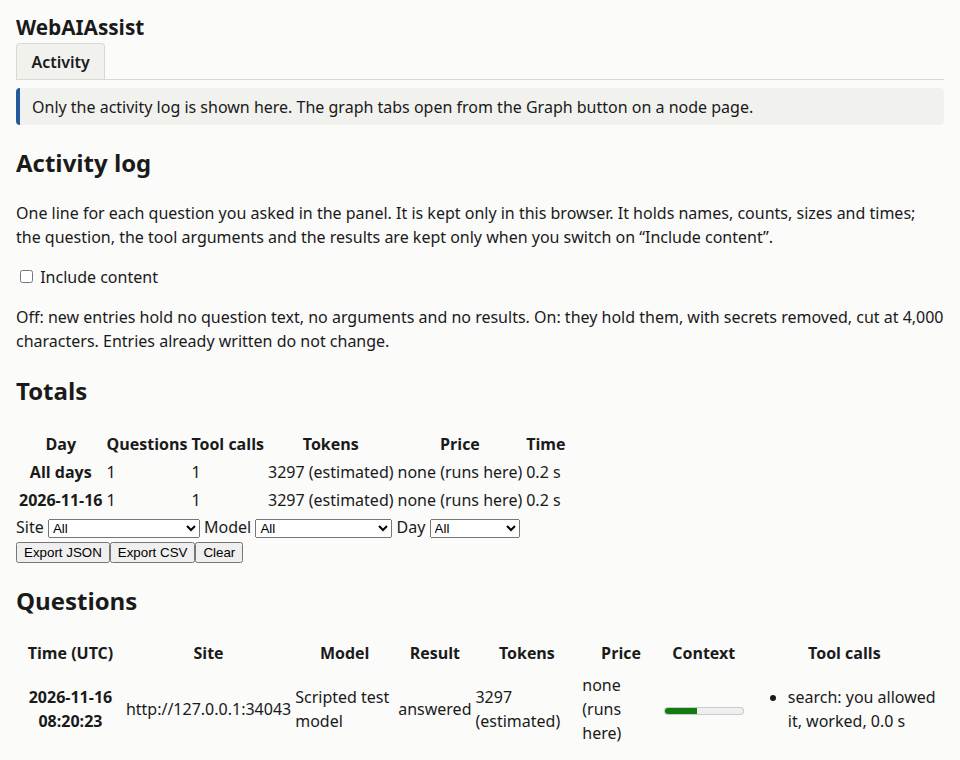 WebAIAssist
Activity
Only the activity log is shown here. The graph tabs open from the Graph button on a node page.
Activity log
One line for each question you asked in the panel. It is kept only in this browser. It holds names, counts, sizes and times;
the question, the tool arguments and the results are kept only when you switch on “Include content”.
Include content
Off: new entries hold no question text, no arguments and no results. On: they hold them, with secrets removed, cut at 4,000
characters. Entries already written do not change.
Totals
Day Questions Tool calls Tokens Price Time
All days 1 1 3297 (estimated) none (runs here) 0.2 s
2026-11-16 1 1 3297 (estimated) none (runs here) 0.2 s
Site All Model All Day All
Export JSON Export CSV Clear
Questions
Time (UTC) Site Model Result Tokens Price Context Tool calls
2026-11-16 08:20:23 http://127.0.0.1:34043 Scripted test model answered 3297 (estimated) none (runs here) search: you allowed it, worked, 0.0 s